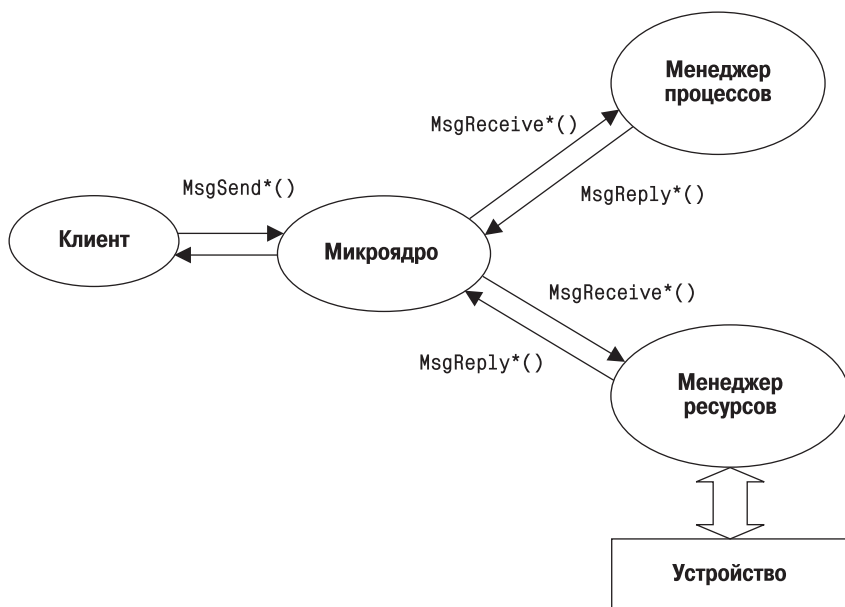 Менеджер
процессов
MsgReceive*()
MsgSend*()
MsgReply*()
Клиент
Микроядро
MsgReceive*()
MsgReply*()
Менеджер
ресурсов
Устройство